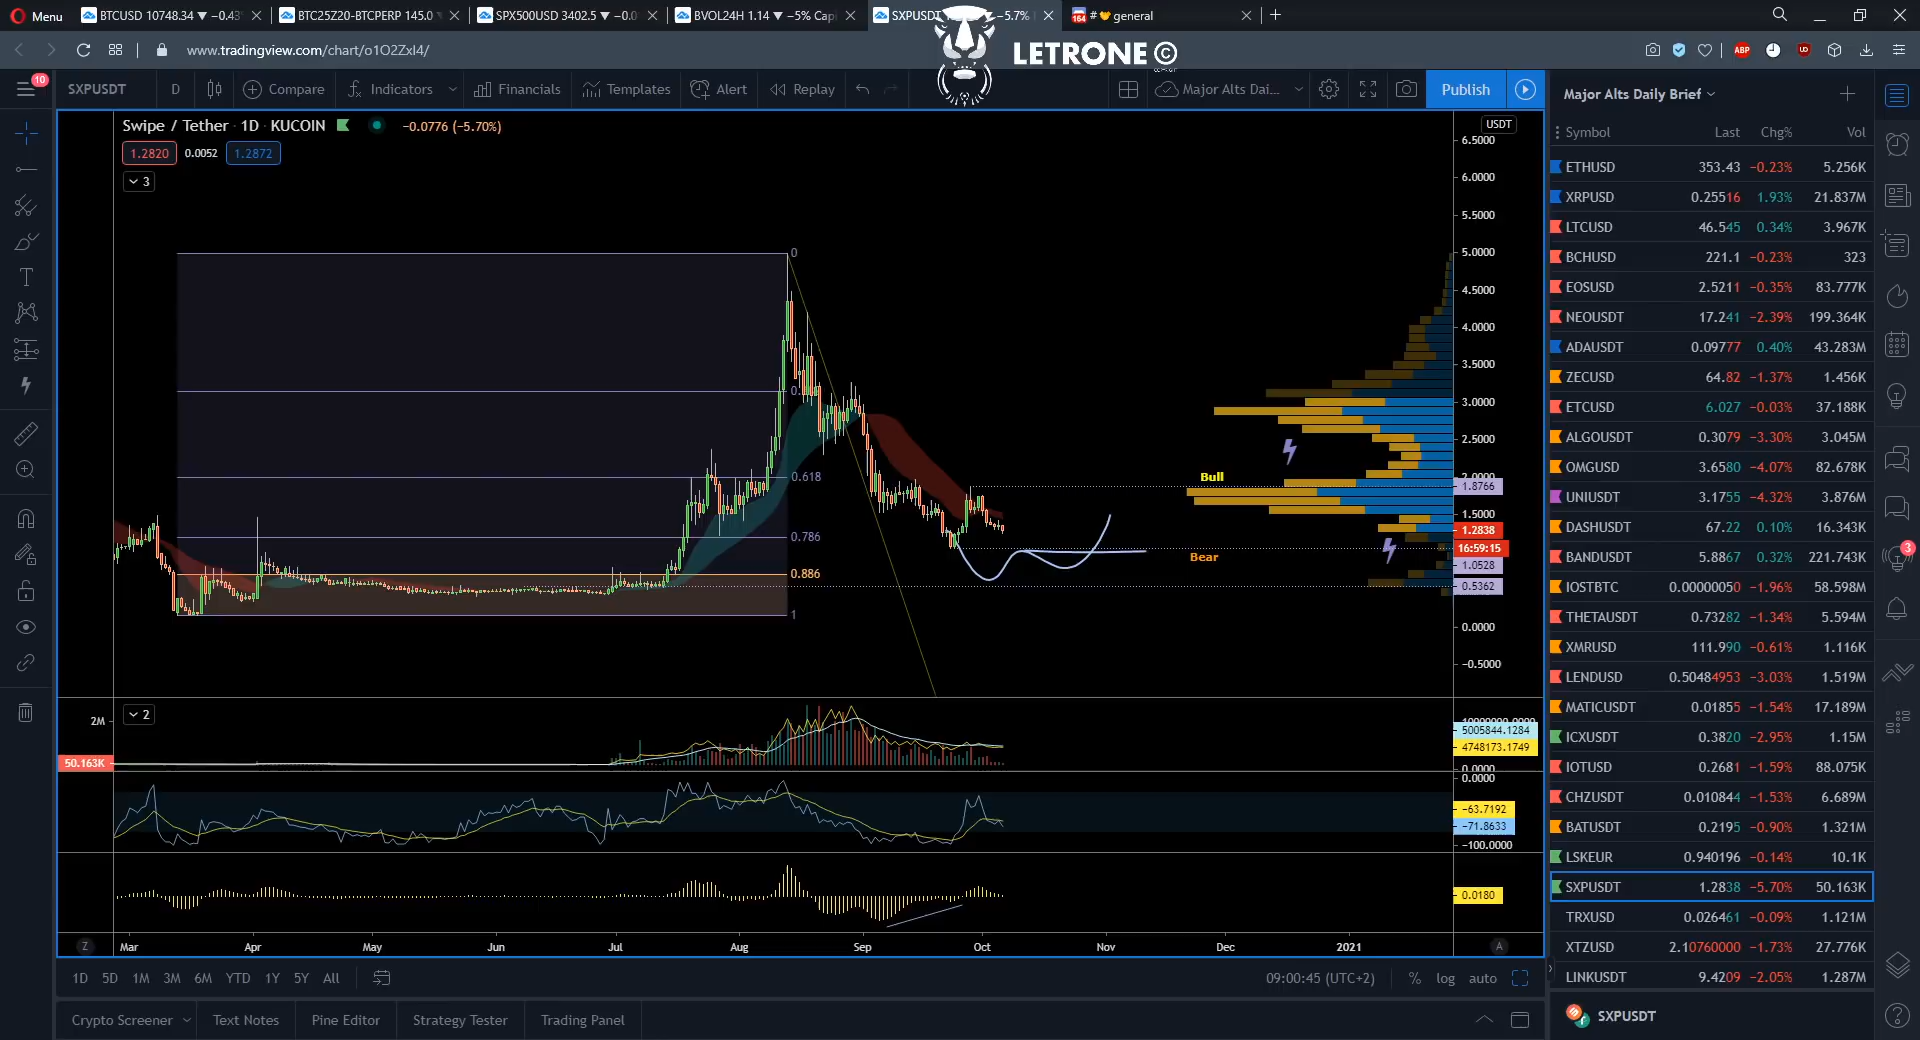 Menu
BTCUSD 10748.34 ▼ −0.43
BTC25Z20-BTCPERP 145.0
SPX500USD 3402.5 ▼ −0.0
BVOL24H 1.14 ▼ −5% Capi
SXPUSDT
−5.7%
164
general
www.tradingview.com/chart/o1O2ZxI4/
ABP
LETRONE ©
10
SXPUSDT
D
Compare
Indicators
Financials
Templates
Alert
Replay
Major Alts Dai...
Publish
Major Alts Daily Brief
Swipe / Tether · 1D · KUCOIN
−0.0776 (−5.70%)
1.2820
0.0052
1.2872
3
USDT
6.5000
6.0000
5.5000
5.0000
4.5000
4.0000
3.5000
3.0000
2.5000
1.8766
1.5000
1.2838
16:59:15
1.0528
0.5362
0.0000
−0.5000
0
0.618
0.786
0.886
1
Bull
Bear
2
2M
50.163K
5005844.1284
4748173.1749
0.0000
0.0000
−63.7192
−71.8633
−100.0000
0.0180
Z
Mar
Apr
May
Jun
Jul
Aug
Sep
Oct
Nov
Dec
2021
A
1D 5D 1M 3M 6M YTD 1Y 5Y All
09:00:45 (UTC+2)
%
log
auto
Crypto Screener
Text Notes
Pine Editor
Strategy Tester
Trading Panel
Symbol Last Chg% Vol
ETHUSD 353.43 −0.23% 5.256K
XRPUSD 0.25516 1.93% 21.837M
LTCUSD 46.545 0.34% 3.967K
BCHUSD 221.1 −0.23% 323
EOSUSD 2.5211 −0.35% 83.777K
NEOUSDT 17.241 −2.39% 199.364K
ADAUSDT 0.09777 0.40% 43.283M
ZECUSD 64.82 −1.37% 1.456K
ETCUSD 6.027 −0.03% 37.188K
ALGOUSDT 0.3079 −3.30% 3.045M
OMGUSD 3.6580 −4.07% 82.678K
UNIUSDT 3.1755 −4.32% 3.876M
DASHUSDT 67.22 0.10% 16.343K
BANDUSDT 5.8867 0.32% 221.743K
IOSTBTC 0.00000050 −1.96% 58.598M
THETAUSDT 0.73282 −1.34% 5.594M
XMRUSD 111.990 −0.61% 1.116K
LENDUSD 0.50484953 −3.03% 1.519M
MATICUSDT 0.01855 −1.54% 17.189M
ICXUSDT 0.3820 −2.95% 1.15M
IOTUSD 0.2681 −1.59% 88.075K
CHZUSDT 0.010844 −1.53% 6.689M
BATUSDT 0.2195 −0.90% 1.321M
LSKEUR 0.940196 −0.14% 10.1K
SXPUSDT 1.2838 −5.70% 50.163K
TRXUSD 0.026461 −0.09% 1.121M
XTZUSD 2.10760000 −1.73% 27.776K
LINKUSDT 9.4209 −2.05% 1.287M
SXPUSDT
3